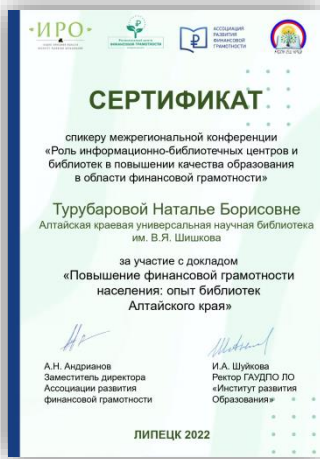 ·ИРО·
ФИНАНСОВОЙ ГРАМОТНОСТИ
АССОЦИАЦИЯ
РАЗВИТИЯ
ФИНАНСОВОЙ
ГРАМОТНОСТИ
СЕРТИФИКАТ
спикеру межрегиональной конференции
«Роль информационно-библиотечных центров и
библиотек в повышении качества образования
в области финансовой грамотности»
Турубаровой Наталье Борисовне
Алтайская краевая универсальная научная библиотека
им. В.Я. Шишкова
за участие с докладом
«Повышение финансовой грамотности
населения: опыт библиотек
Алтайского края»
А.Н. Андрианов
Заместитель директора
Ассоциации развития
финансовой грамотности
И.А. Шуйкова
Ректор ГАУДПО ЛО
«Институт развития
Образования»
ЛИПЕЦК 2022